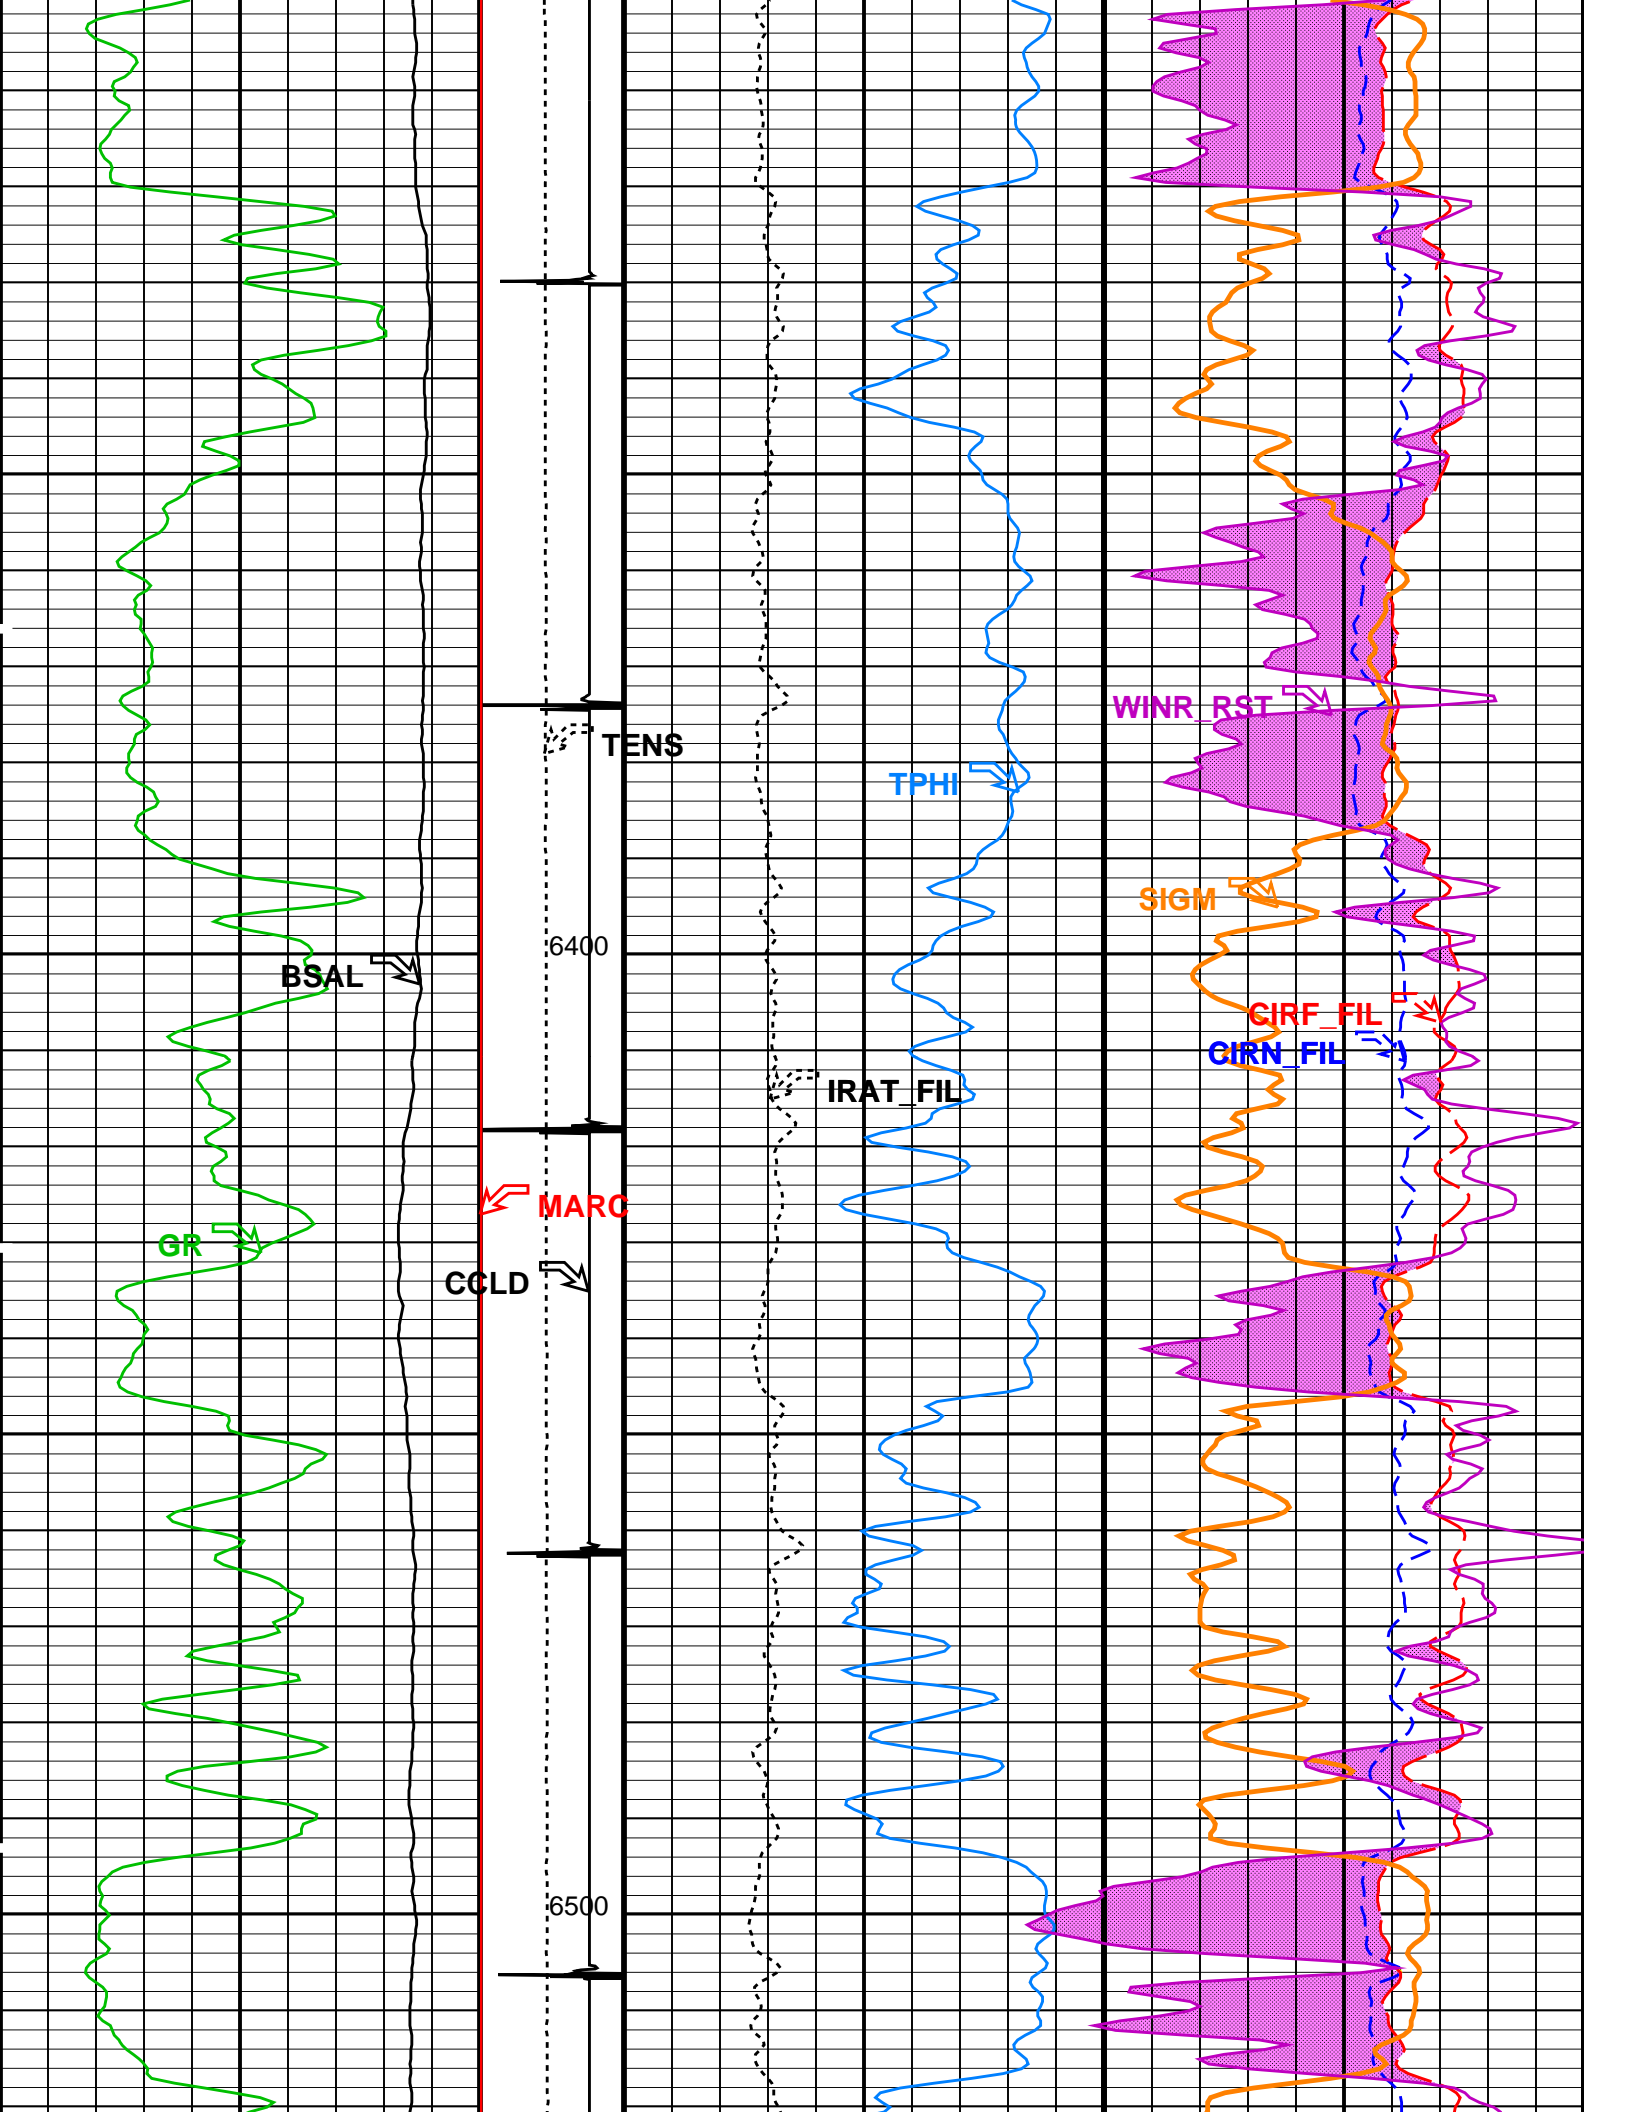 WINR_RST
TENS
TPHI
SIGM
6400
BSAL
CIRF_FIL
CIRN_FIL
IRAT_FIL
MARC
GR
CCLD
6500